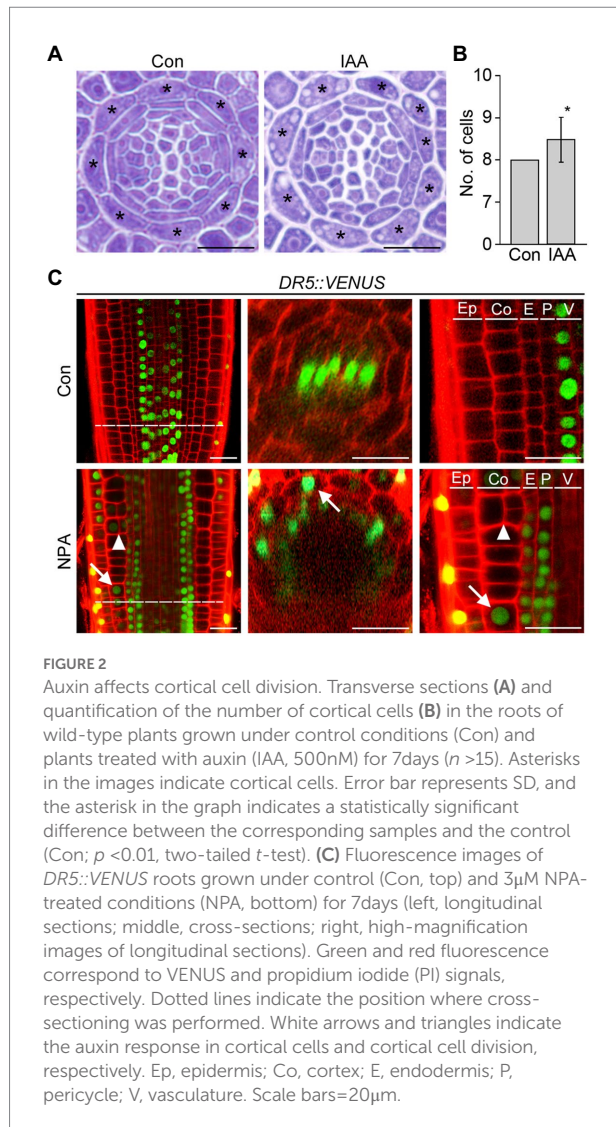 A
Con
IAA
* * * * * * * *
* * * * * * * * *
B
No. of cells
10
9
8
7
0
*
Con IAA
C
DR5::VENUS
Con
Ep Co E P V
NPA
Ep Co E P V
FIGURE 2
Auxin affects cortical cell division. Transverse sections (A) and
quantification of the number of cortical cells (B) in the roots of
wild-type plants grown under control conditions (Con) and
plants treated with auxin (IAA, 500nM) for 7days (n >15). Asterisks
in the images indicate cortical cells. Error bar represents SD, and
the asterisk in the graph indicates a statistically significant
difference between the corresponding samples and the control
(Con; p <0.01, two-tailed t-test). (C) Fluorescence images of
DR5::VENUS roots grown under control (Con, top) and 3μM NPA-
treated conditions (NPA, bottom) for 7days (left, longitudinal
sections; middle, cross-sections; right, high-magnification
images of longitudinal sections). Green and red fluorescence
correspond to VENUS and propidium iodide (PI) signals,
respectively. Dotted lines indicate the position where cross-
sectioning was performed. White arrows and triangles indicate
the auxin response in cortical cells and cortical cell division,
respectively. Ep, epidermis; Co, cortex; E, endodermis; P,
pericycle; V, vasculature. Scale bars=20μm.